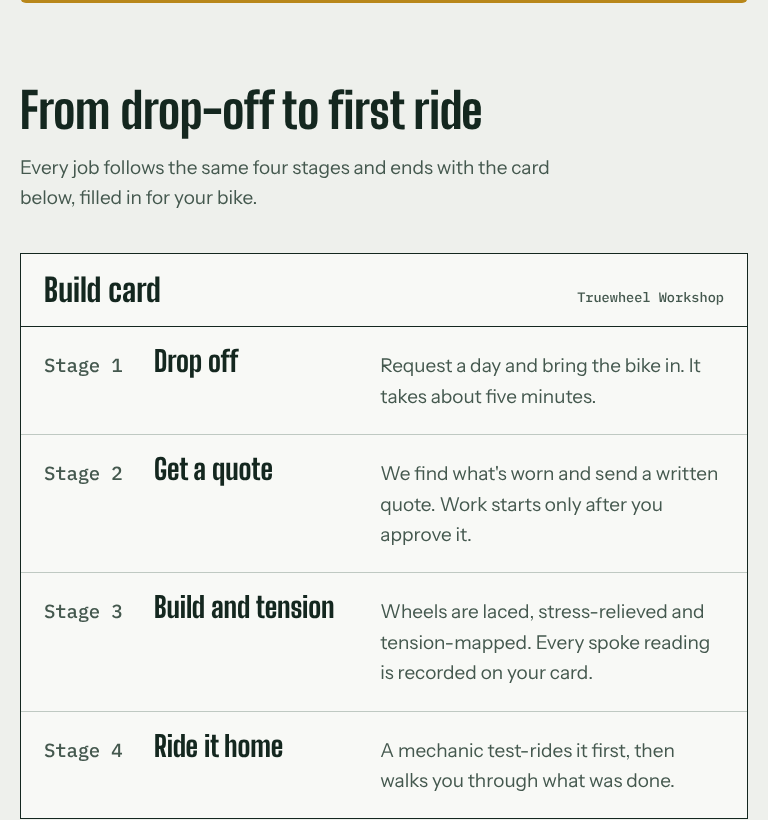 From drop-off to first ride
Every job follows the same four stages and ends with the card
below, filled in for your bike.
Build card
Truewheel Workshop
Stage 1
Drop off
Request a day and bring the bike in. It
takes about five minutes.
Stage 2
Get a quote
We find what's worn and send a written
quote. Work starts only after you
approve it.
Stage 3
Build and tension
Wheels are laced, stress-relieved and
tension-mapped. Every spoke reading
is recorded on your card.
Stage 4
Ride it home
A mechanic test-rides it first, then
walks you through what was done.